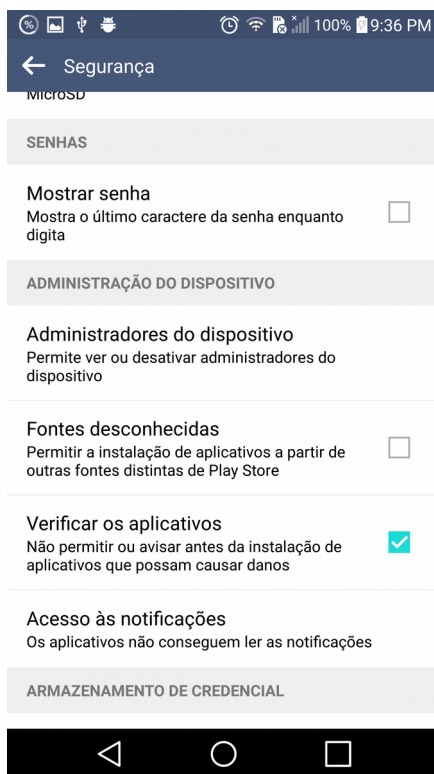 100% 9:36 PM
Segurança
MicroSD
SENHAS
Mostrar senha
Mostra o último caractere da senha enquanto
digita
ADMINISTRAÇÃO DO DISPOSITIVO
Administradores do dispositivo
Permite ver ou desativar administradores do
dispositivo
Fontes desconhecidas
Permitir a instalação de aplicativos a partir de
outras fontes distintas de Play Store
Verificar os aplicativos
Não permitir ou avisar antes da instalação de
aplicativos que possam causar danos
Acesso às notificações
Os aplicativos não conseguem ler as notificações
ARMAZENAMENTO DE CREDENCIAL